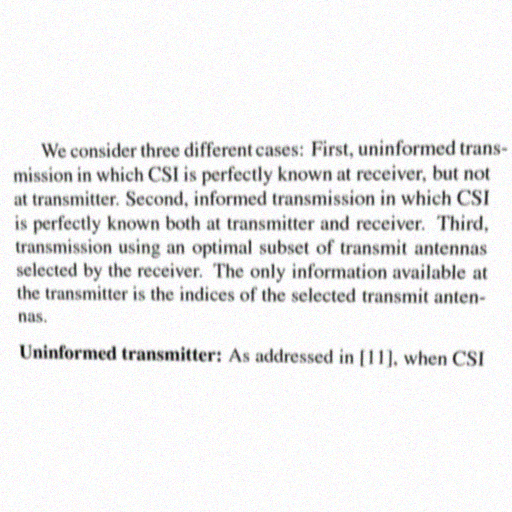 We consider three different cases: First, uninformed trans-
mission in which CSI is perfectly known at receiver, but not
at transmitter. Second, informed transmission in which CSI
is perfectly known both at transmitter and receiver. Third,
transmission using an optimal subset of transmit antennas
selected by the receiver. The only information available at
the transmitter is the indices of the selected transmit anten-
nas.
Uninformed transmitter: As addressed in [11], when CSI